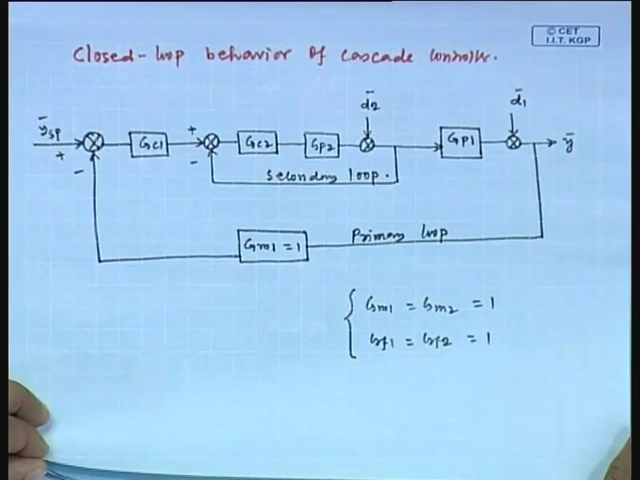 © CET
I.I.T. KGP
Closed-loop behavior of cascade controller.
d̄2
d̄1
ȳsp
+
-
Gc1
+
-
Gc2
Gp2
Gp1
ȳ
secondary loop.
Gm1 = 1
Primary loop
Gm1 = Gm2 = 1
Gf1 = Gf2 = 1